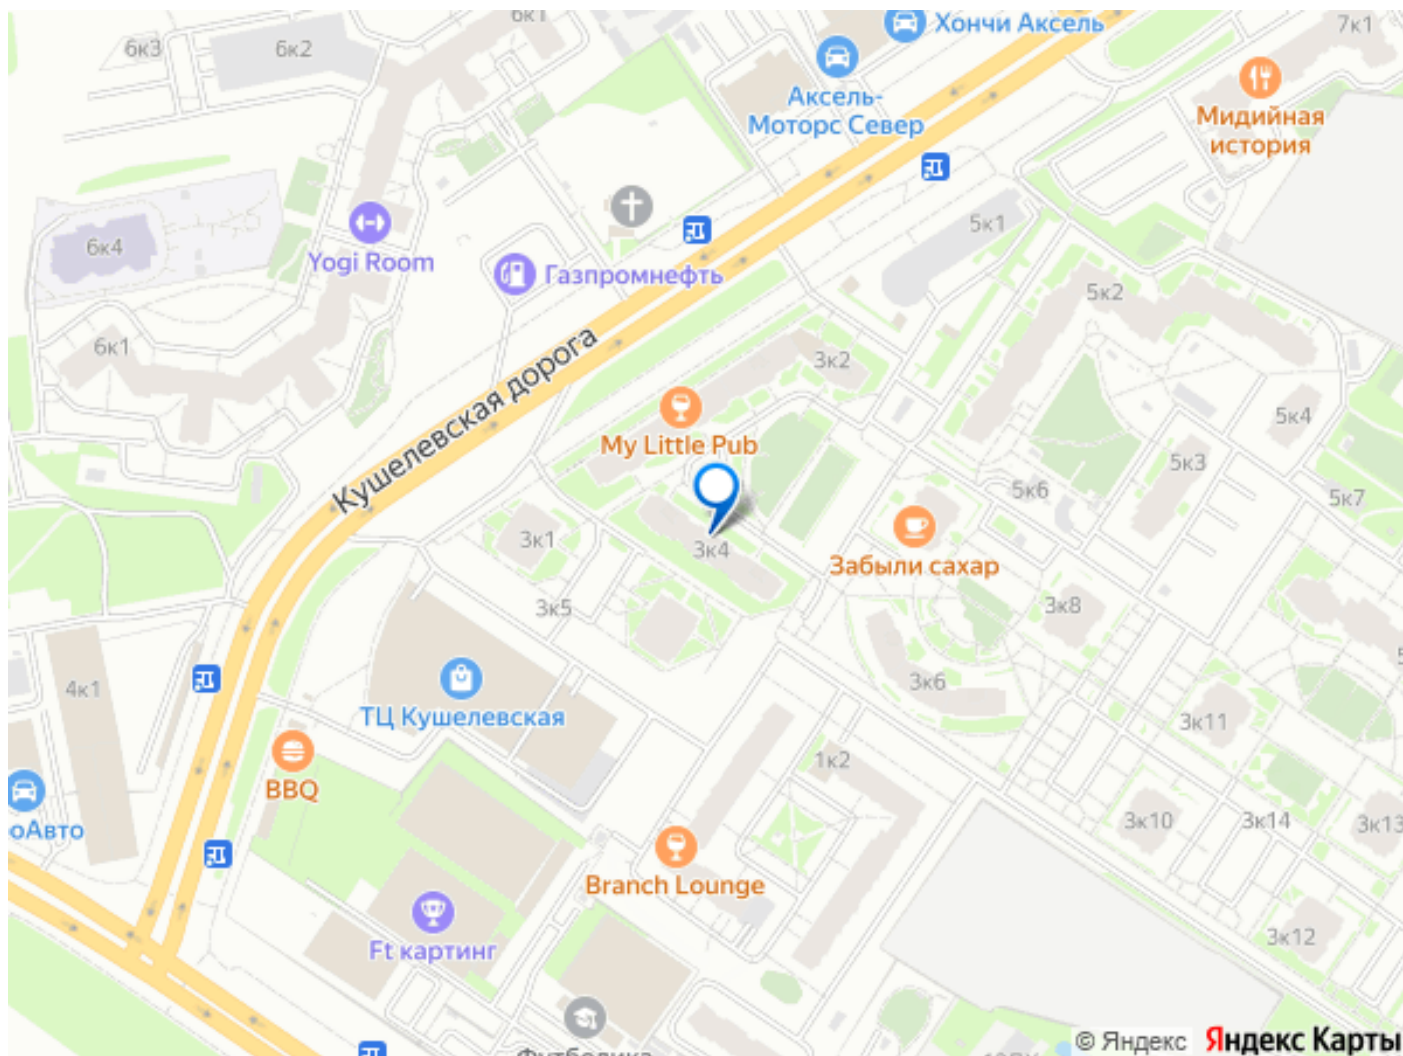 6к1
6к3
6к2
Хончи Аксель
7к1
Аксель-
Моторс Север
Мидийная
история
6к4
Yogi Room
5к1
Газпромнефть
5к2
6к1
Кушелевская дорога
3к2
5к4
My Little Pub
5к3
5к6
5к7
3к1
3к4
Забыли сахар
3к5
3к8
4к1
ТЦ Кушелевская
3к6
3к11
1к2
BBQ
оАвто
3к10
3к14
3к13
Branch Lounge
Ft картинг
3к12
© Яндекс
Яндекс Карты